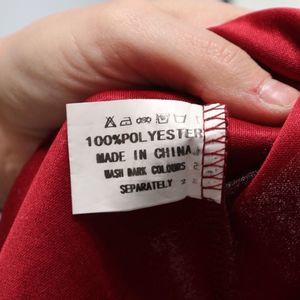 100%POLYESTER
MADE IN CHINA
WASH DARK COLOURS
SEPARATELY